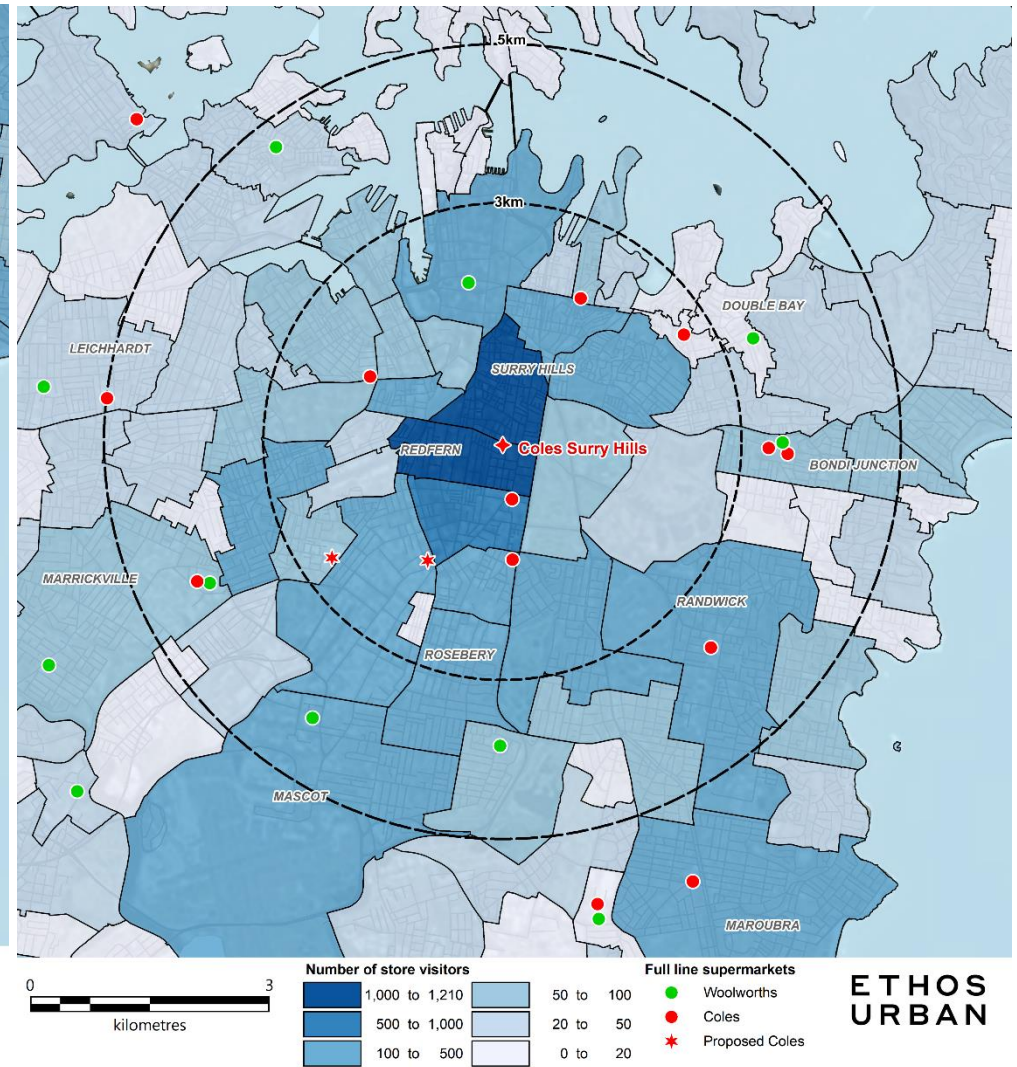 5km
3km
DOUBLE BAY
LEICHHARDT
SURRY HILLS
REDFERN
Coles Surry Hills
BONDI JUNCTION
MARRICKVILLE
RANDWICK
ROSEBERY
MASCOT
MAROUBRA
0 3
kilometres
Number of store visitors
1,000 to 1,210
500 to 1,000
100 to 500
50 to 100
20 to 50
0 to 20
Full line supermarkets
Woolworths
Coles
Proposed Coles
ETHOS
URBAN